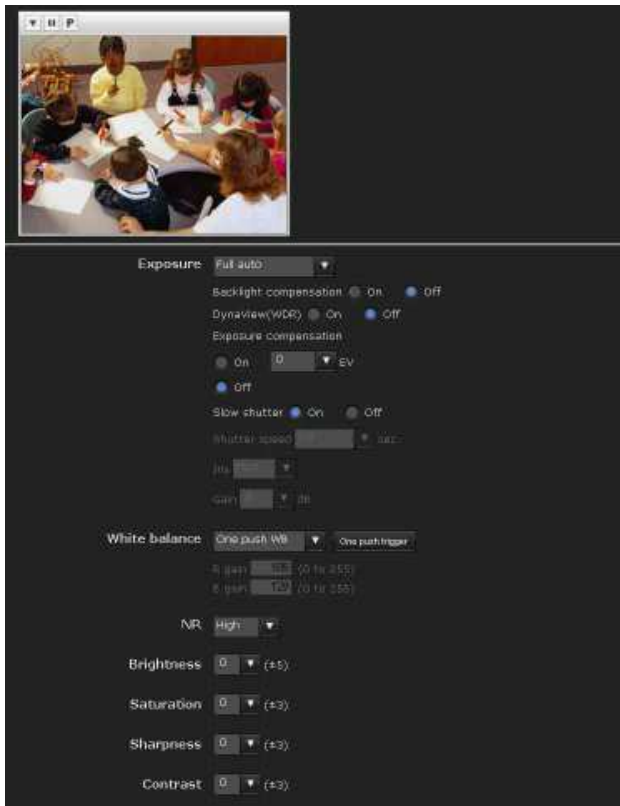 P
Exposure Full auto
Backlight compensation On Off
Dynaview(WDR) On Off
Exposure compensation
On 0 EV
Off
Slow shutter On Off
Shutter speed sec.
Iris
Gain dB
White balance One push WB One push trigger
R gain (0 to 255)
B gain (0 to 255)
NR High
Brightness 0 (±5)
Saturation 0 (±3)
Sharpness 0 (±3)
Contrast 0 (±3)